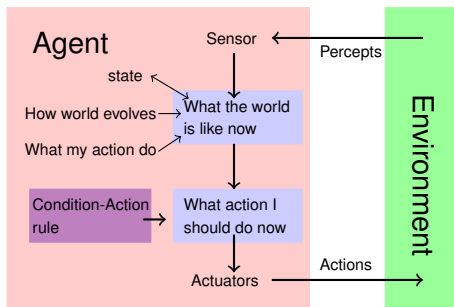 Agent
Sensor
Percepts
state
How world evolves
What my action do
What the world
is like now
Environment
Condition-Action
rule
What action I
should do now
Actuators
Actions